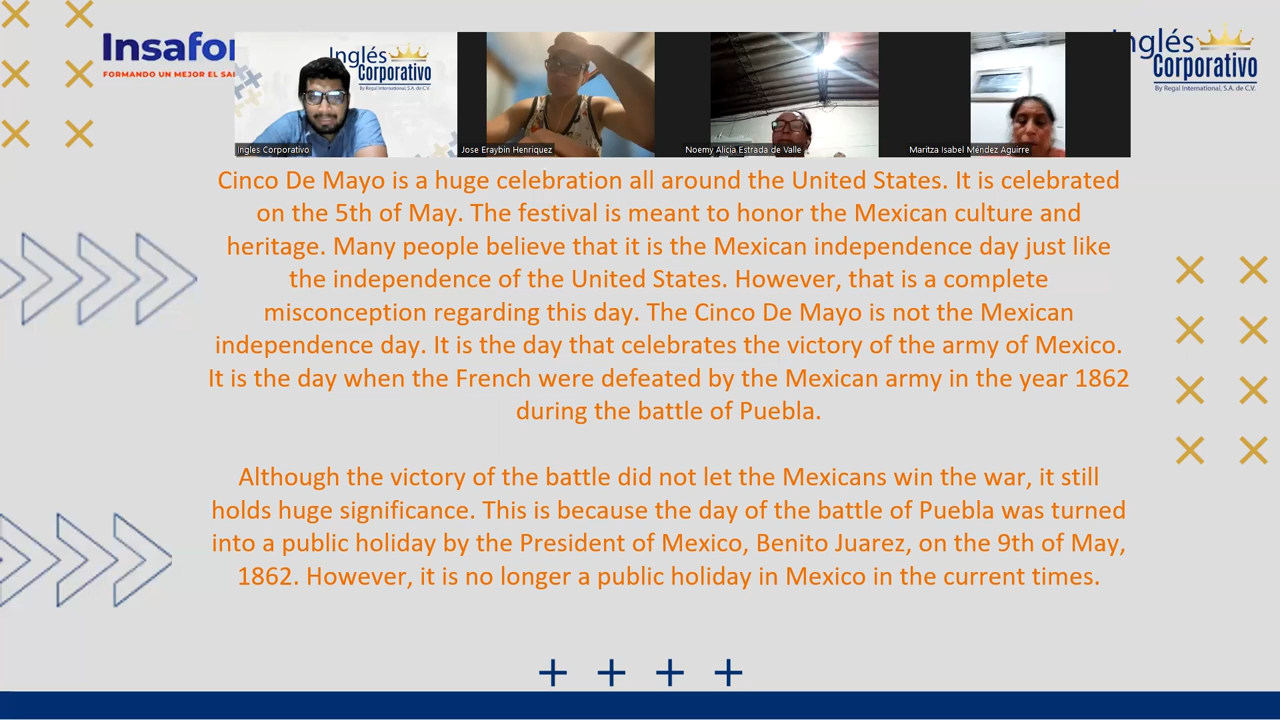 Insafor
FORMANDO UN MEJOR EL SA
Inglés
Corporativo
By Regal International, S.A. de C.V.
Ingles Corporativo
Jose Eraybin Henriquez
Noemy Alicia Estrada de Valle
Maritza Isabel Méndez Aguirre
Inglés
Corporativo
By Regal International, S.A. de C.V.
Cinco De Mayo is a huge celebration all around the United States. It is celebrated
on the 5th of May. The festival is meant to honor the Mexican culture and
heritage. Many people believe that it is the Mexican independence day just like
the independence of the United States. However, that is a complete
misconception regarding this day. The Cinco De Mayo is not the Mexican
independence day. It is the day that celebrates the victory of the army of Mexico.
It is the day when the French were defeated by the Mexican army in the year 1862
during the battle of Puebla.
Although the victory of the battle did not let the Mexicans win the war, it still
holds huge significance. This is because the day of the battle of Puebla was turned
into a public holiday by the President of Mexico, Benito Juarez, on the 9th of May,
1862. However, it is no longer a public holiday in Mexico in the current times.